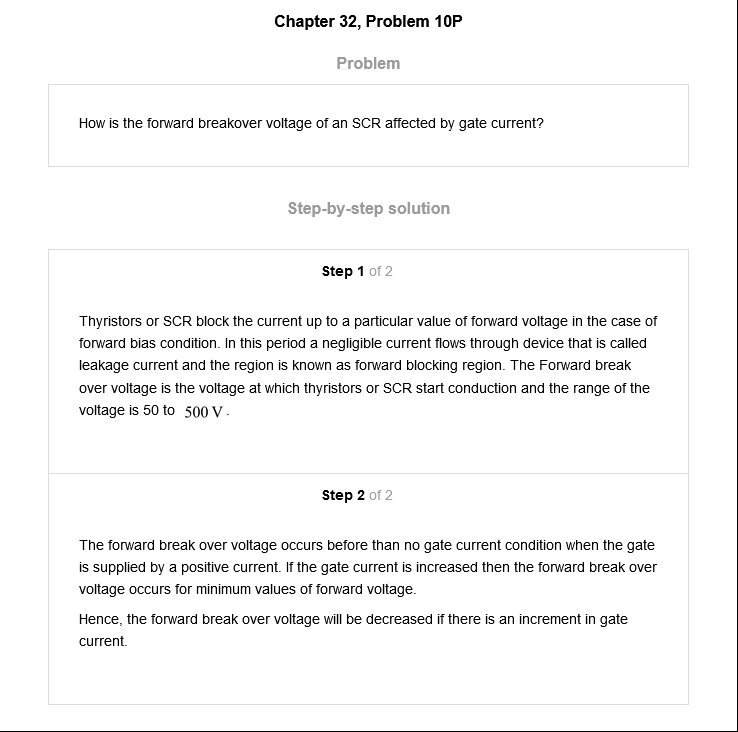 Chapter 32, Problem 10P
Problem
How is the forward breakover voltage of an SCR affected by gate current?
Step-by-step solution
Step 1 of 2
Thyristors or SCR block the current up to a particular value of forward voltage in the case of
forward bias condition. In this period a negligible current flows through device that is called
leakage current and the region is known as forward blocking region. The Forward break
over voltage is the voltage at which thyristors or SCR start conduction and the range of the
voltage is 50 to 500 V.
Step 2 of 2
The forward break over voltage occurs before than no gate current condition when the gate
is supplied by a positive current. If the gate current is increased then the forward break over
voltage occurs for minimum values of forward voltage.
Hence, the forward break over voltage will be decreased if there is an increment in gate
current.